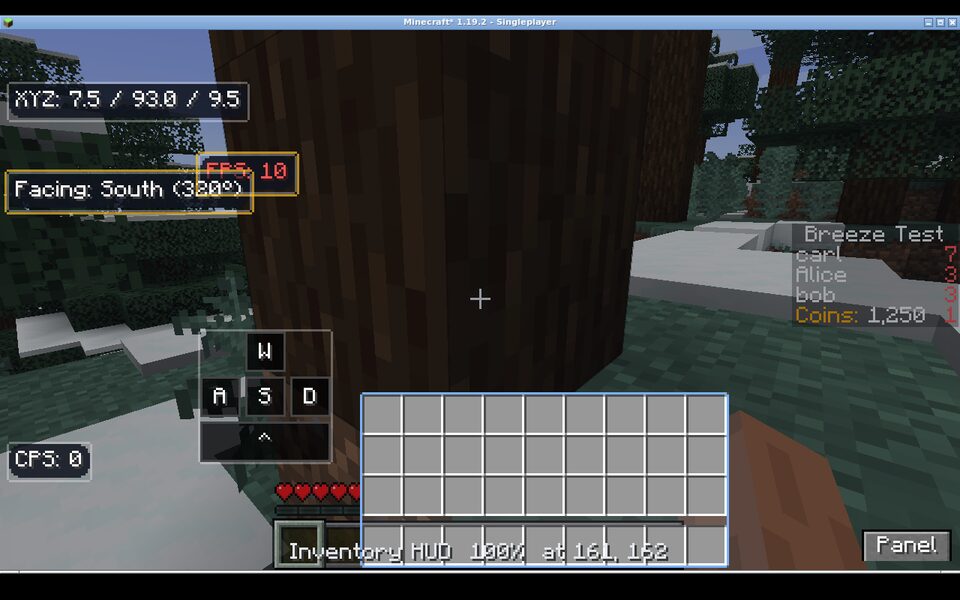 Minecraft* 1.19.2 - Singleplayer
XYZ: 7.5 / 93.0 / 9.5
FPS: 10
Facing: South (320°)
Breeze Test
carl 7
Alice 3
bob 3
Coins: 1,250 1
W
A S D
^
CPS: 0
Inventory HUD 100% at 161, 162
Panel